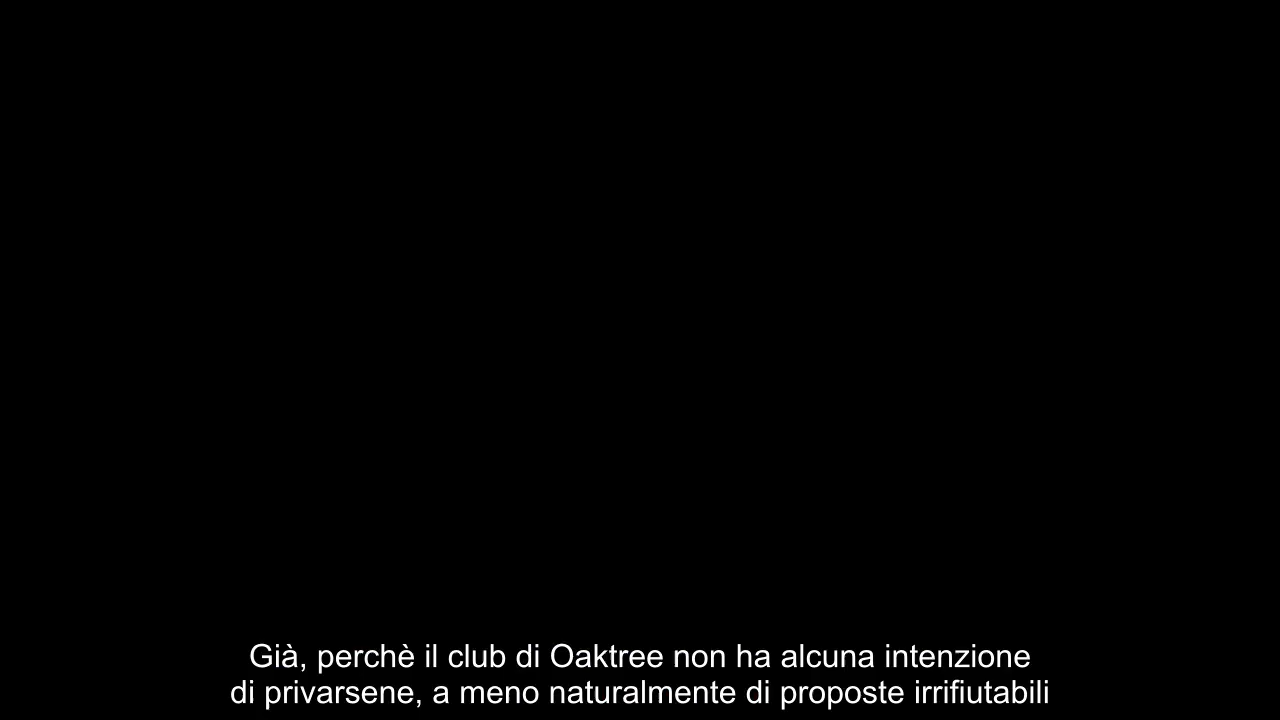 Già, perchè il club di Oaktree non ha alcuna intenzione
di privarsene, a meno naturalmente di proposte irrifiutabili